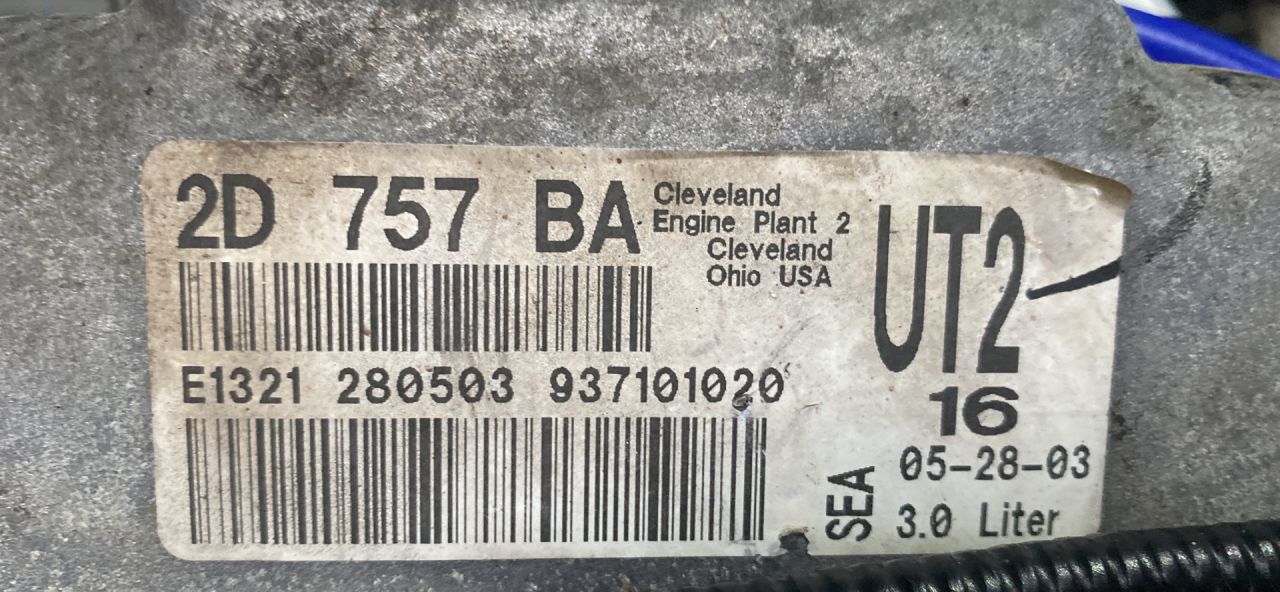 2D 757 BA
Cleveland
Engine Plant 2
Cleveland
Ohio USA
UT2
E1321 280503 937101020
16
05-28-03
SEA
3.0 Liter